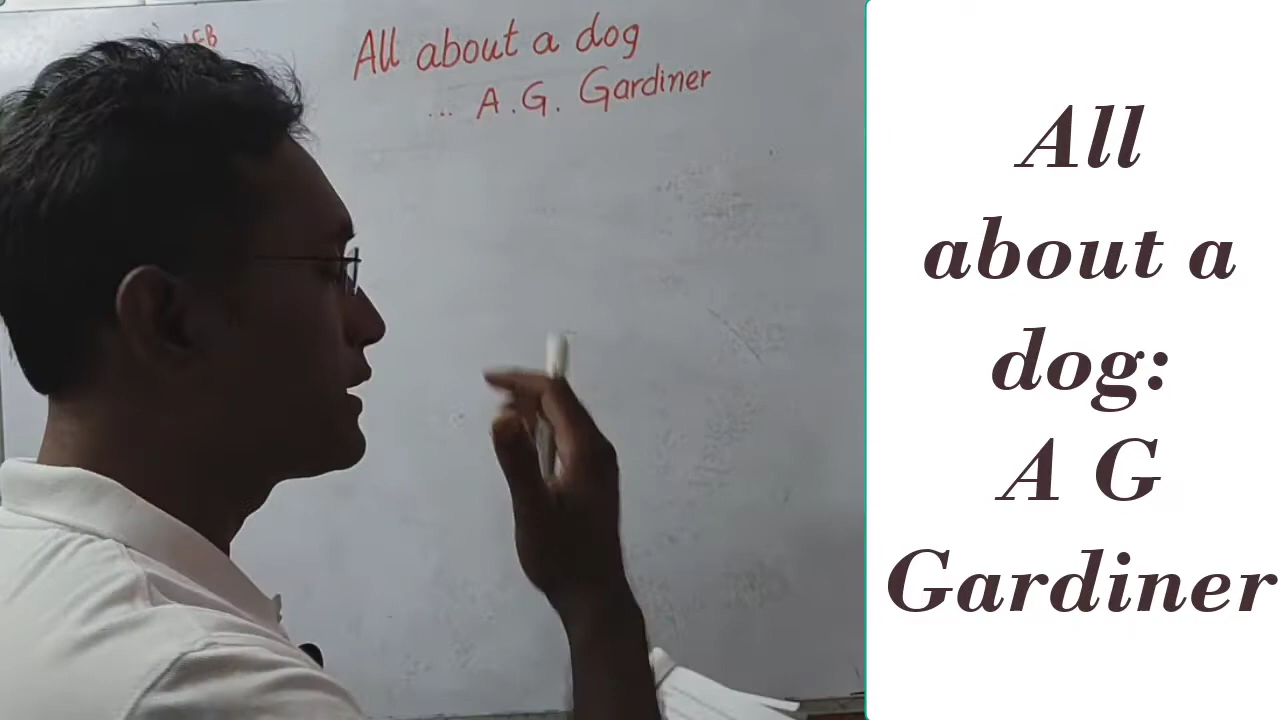 All about a dog
... A.G. Gardiner
All
about a
dog:
A G
Gardiner